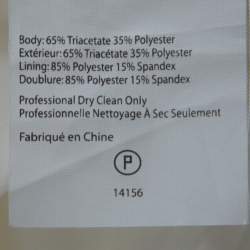 Body: 65% Triacetate 35% Polyester
Extérieur: 65% Triacétate 35% Polyester
Lining: 85% Polyester 15% Spandex
Doublure: 85% Polyester 15% Spandex
Professional Dry Clean Only
Professionnelle Nettoyage À Sec Seulement
Fabriqué en Chine
P
14156